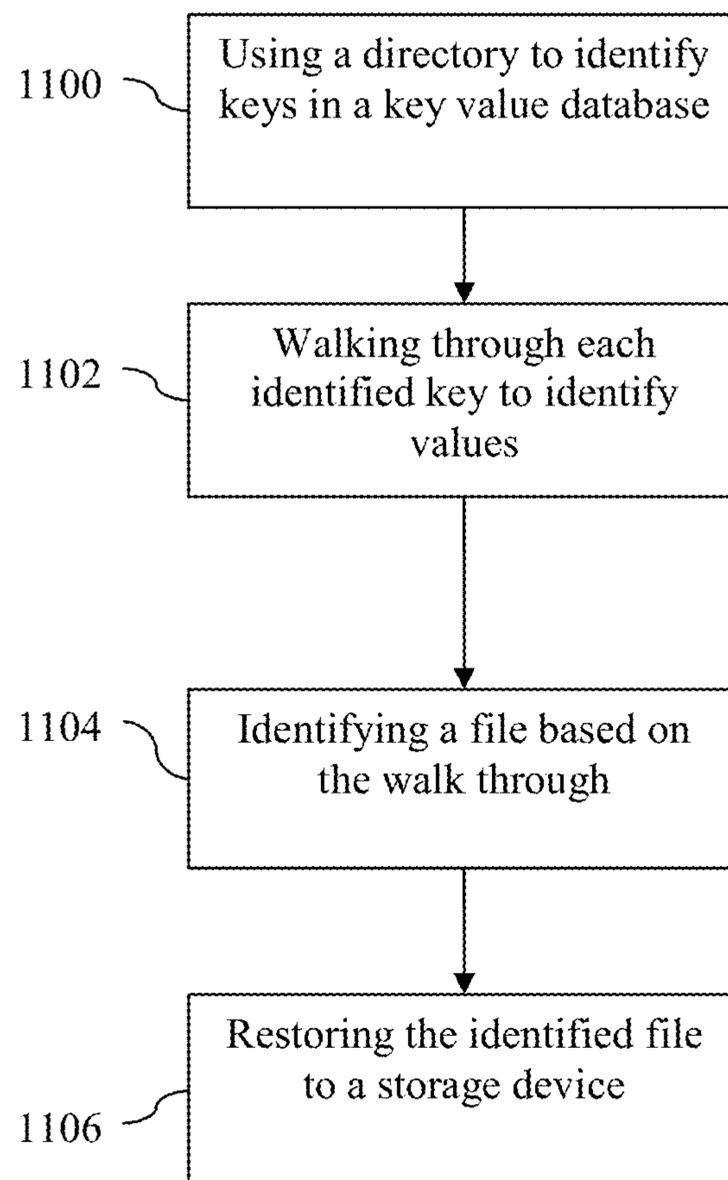 1100
Using a directory to identify
keys in a key value database
1102
Walking through each
identified key to identify
values
1104
Identifying a file based on
the walk through
Restoring the identified file
to a storage device
1106